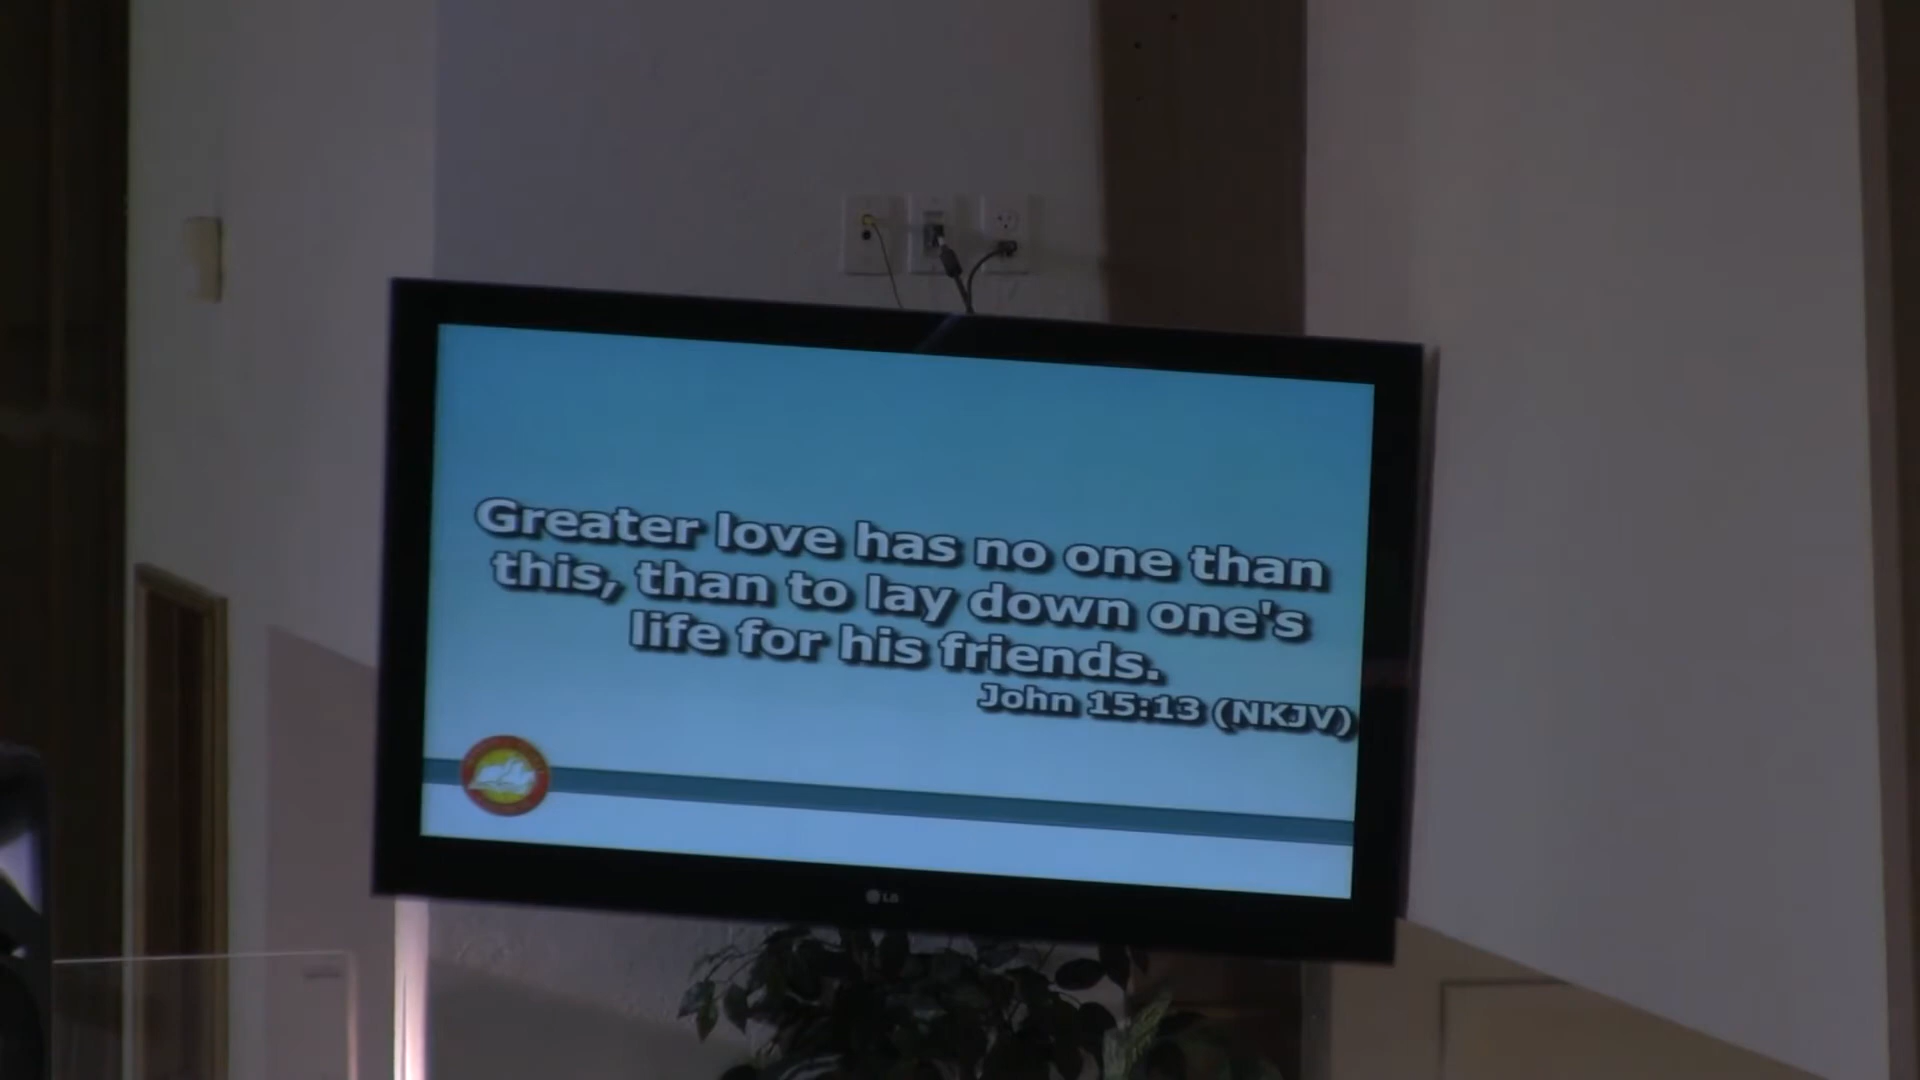 Greater love has no one than
this, than to lay down one's
life for his friends.
John 15:13 (NKJV)
LG